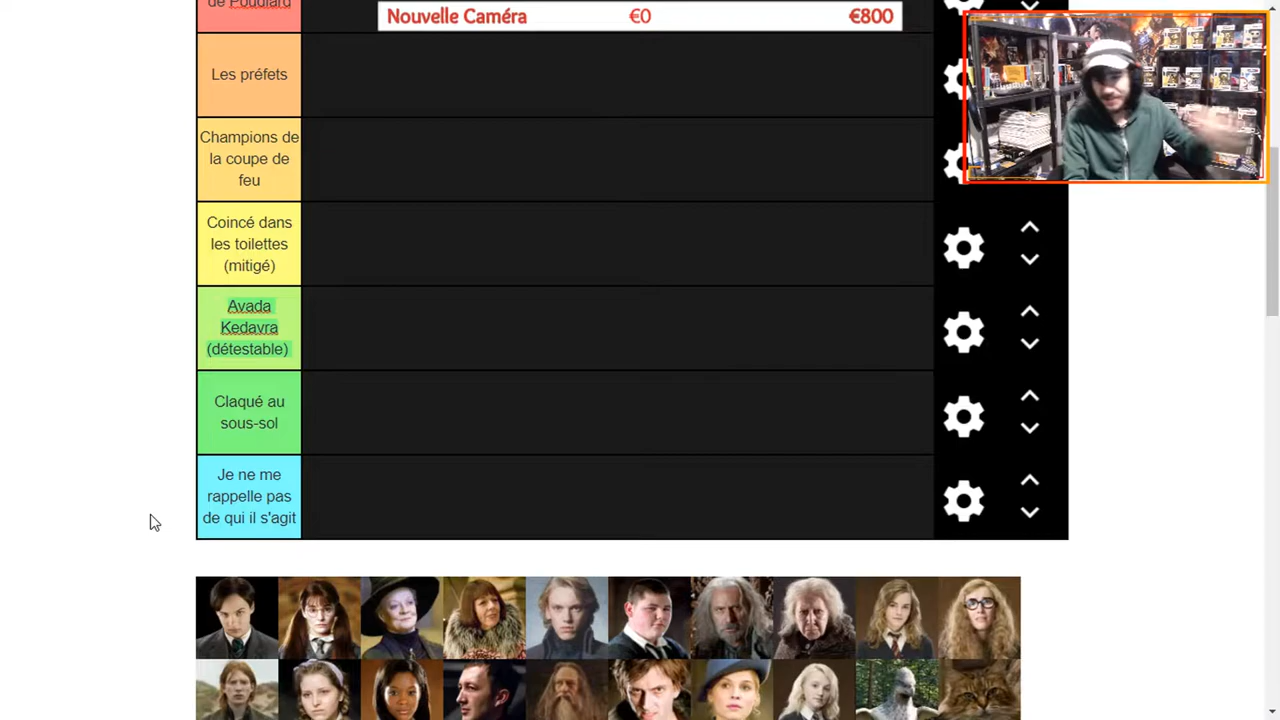 de Poudlard
Nouvelle Caméra €0 €800
Les préfets
Champions de
la coupe de
feu
Coincé dans
les toilettes
(mitigé)
Avada
Kedavra
(détestable)
Claqué au
sous-sol
Je ne me
rappelle pas
de qui il s'agit